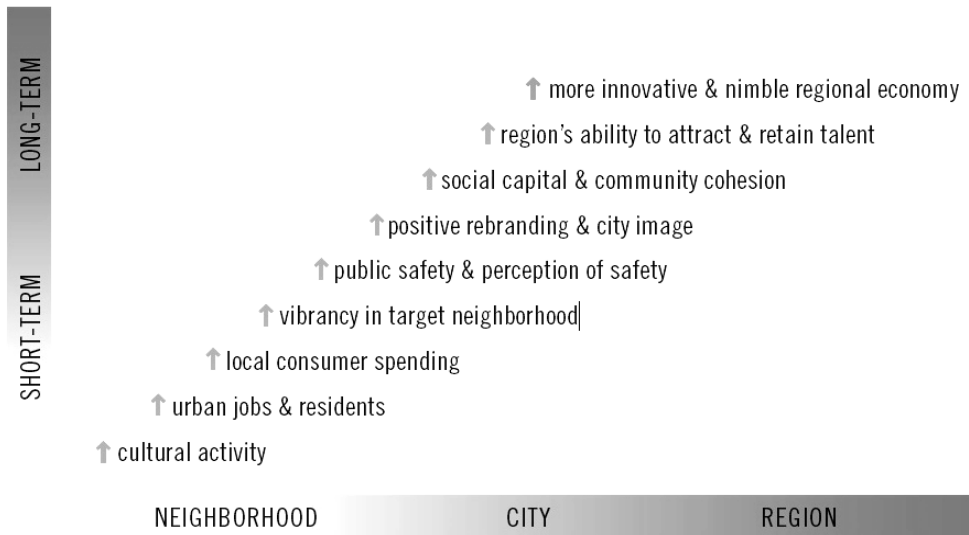 LONG-TERM
SHORT-TERM
more innovative & nimble regional economy
region's ability to attract & retain talent
social capital & community cohesion
positive rebranding & city image
public safety & perception of safety
vibrancy in target neighborhood
local consumer spending
urban jobs & residents
cultural activity
NEIGHBORHOOD CITY REGION